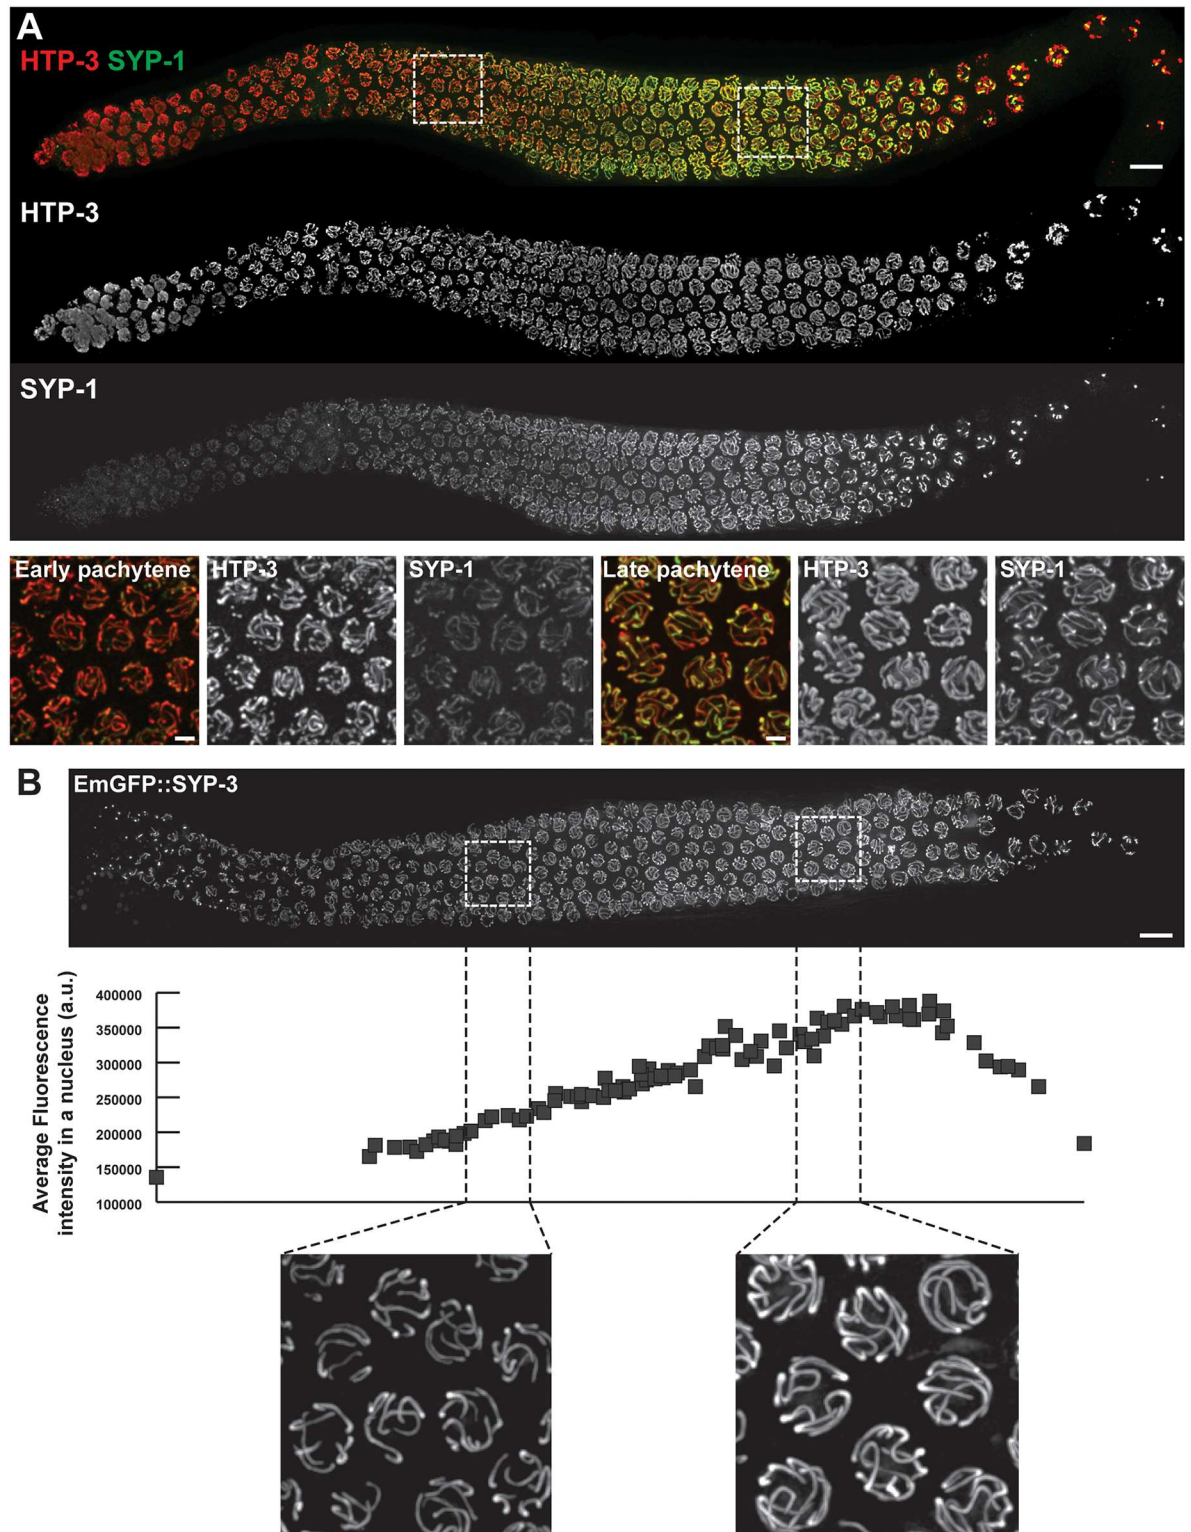 A
HTP-3 SYP-1
HTP-3
SYP-1
Early pachytene
HTP-3
SYP-1
Late pachytene
HTP-3
SYP-1
B
EmGFP::SYP-3
Average Fluorescence
intensity in a nucleus (a.u.)
400000
350000
300000
250000
200000
150000
100000